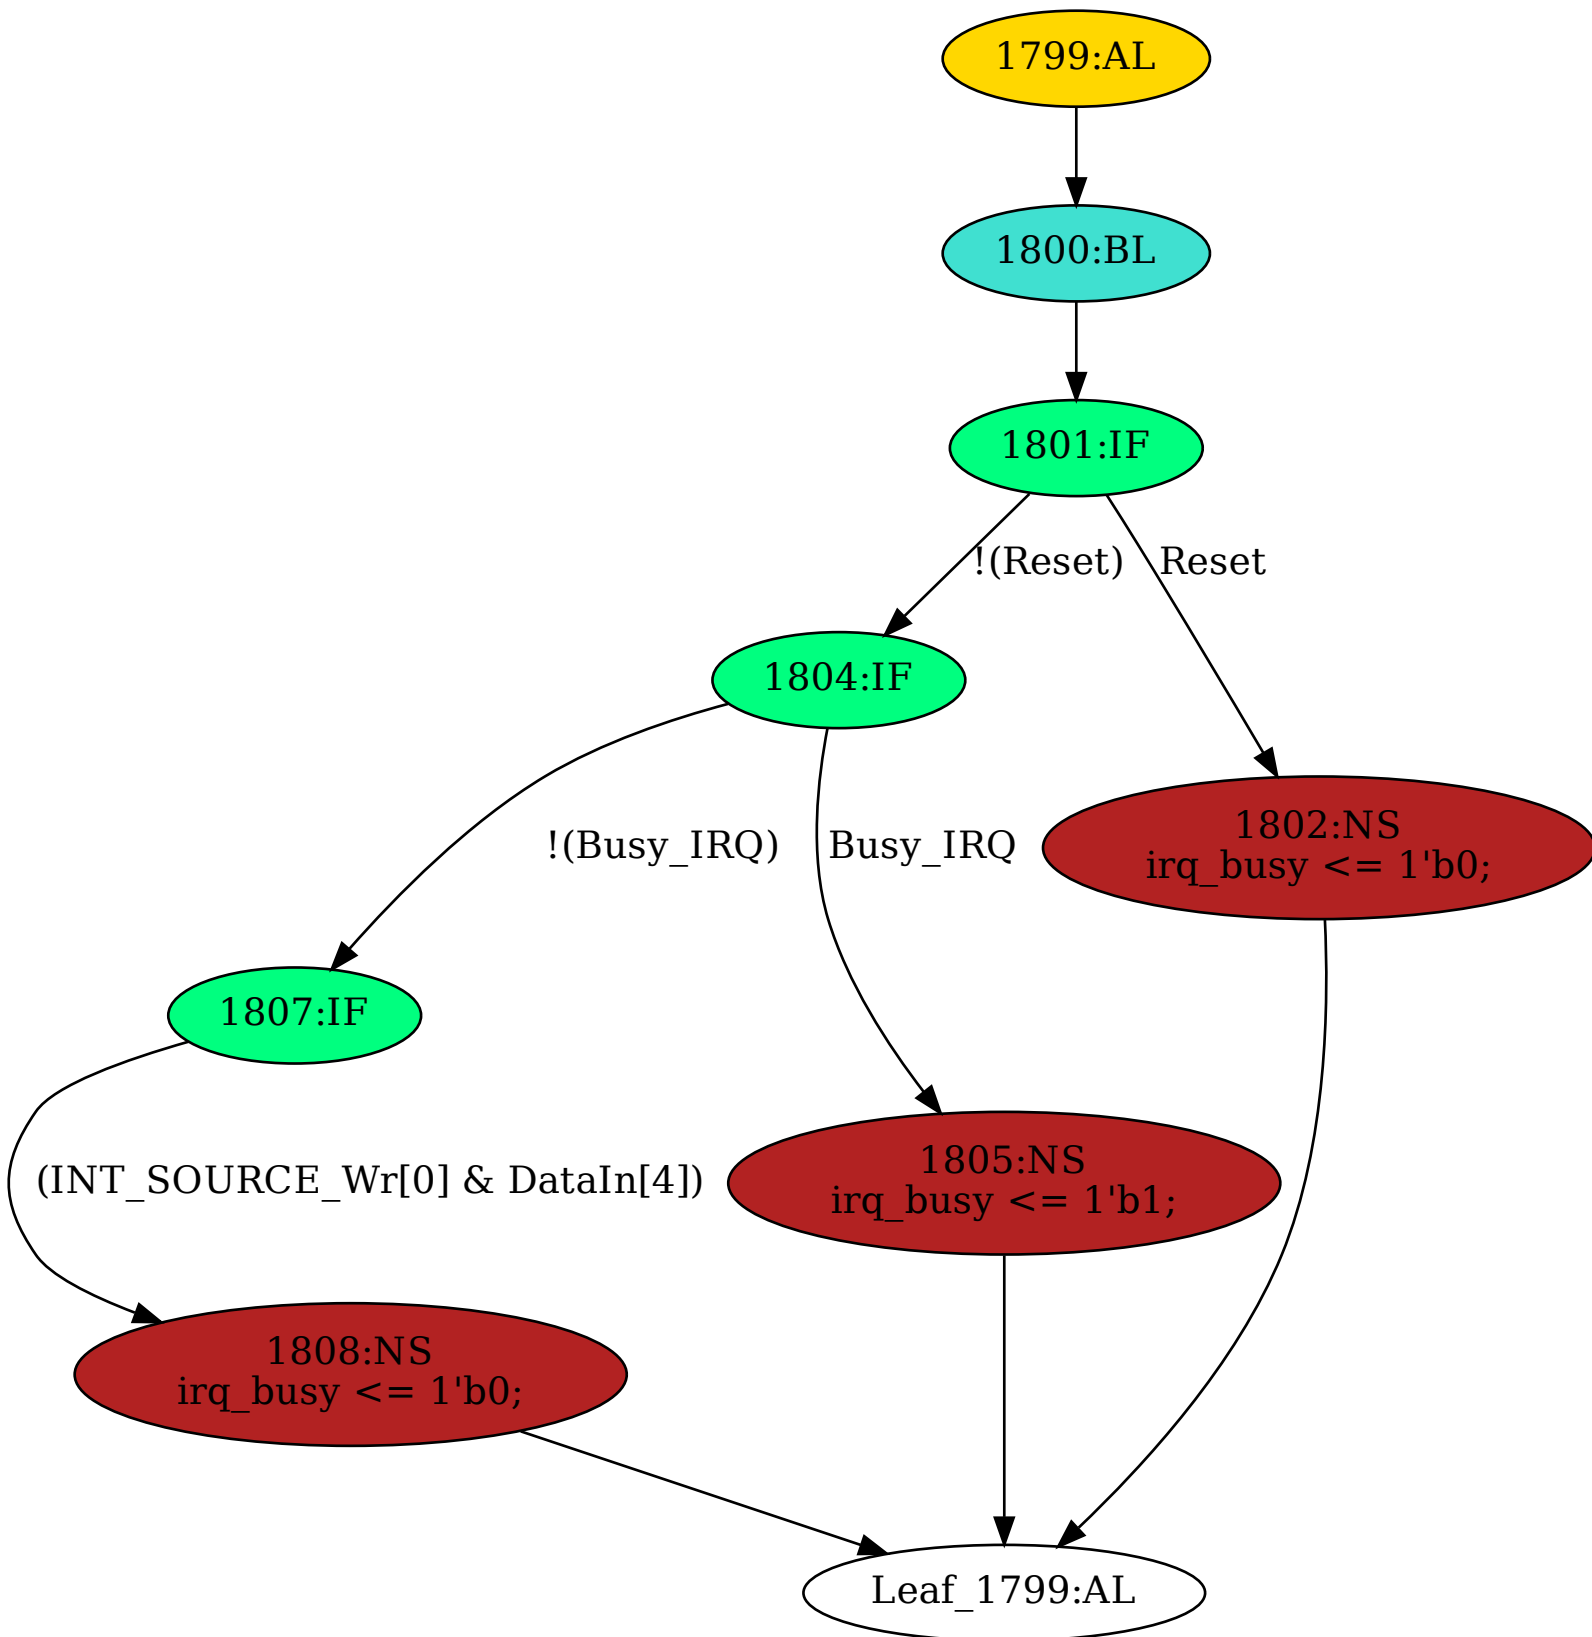 1799:AL
1800:BL
1801:IF
!(Reset)
Reset
1804:IF
!(Busy_IRQ)
Busy_IRQ
1802:NS
irq_busy <= 1'b0;
1807:IF
(INT_SOURCE_Wr[0] & DataIn[4])
1805:NS
irq_busy <= 1'b1;
1808:NS
irq_busy <= 1'b0;
Leaf_1799:AL